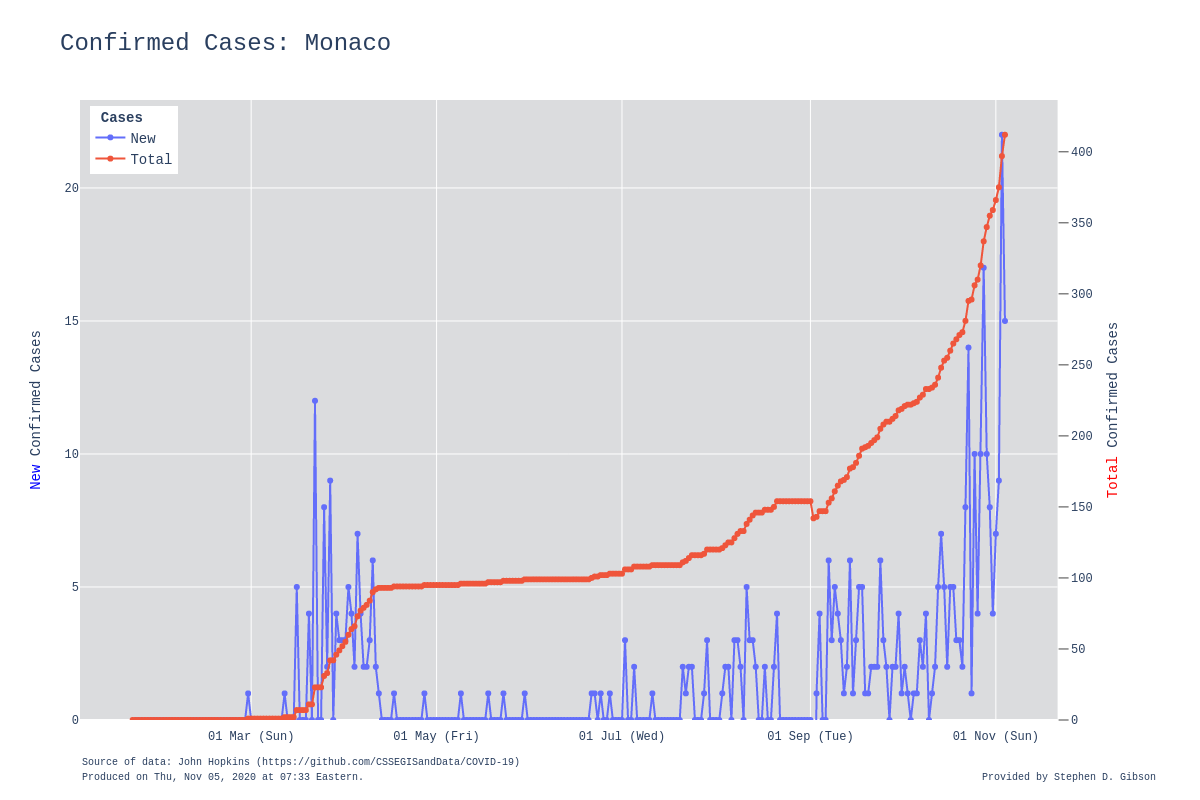 Confirmed Cases: Monaco
Cases
New
Total
20
15
10
5
0
400
350
300
250
200
150
100
50
0
New Confirmed Cases
Total Confirmed Cases
01 Mar (Sun)
01 May (Fri)
01 Jul (Wed)
01 Sep (Tue)
01 Nov (Sun)
Source of data: John Hopkins (https://github.com/CSSEGISandData/COVID-19)
Produced on Thu, Nov 05, 2020 at 07:33 Eastern.
Provided by Stephen D. Gibson